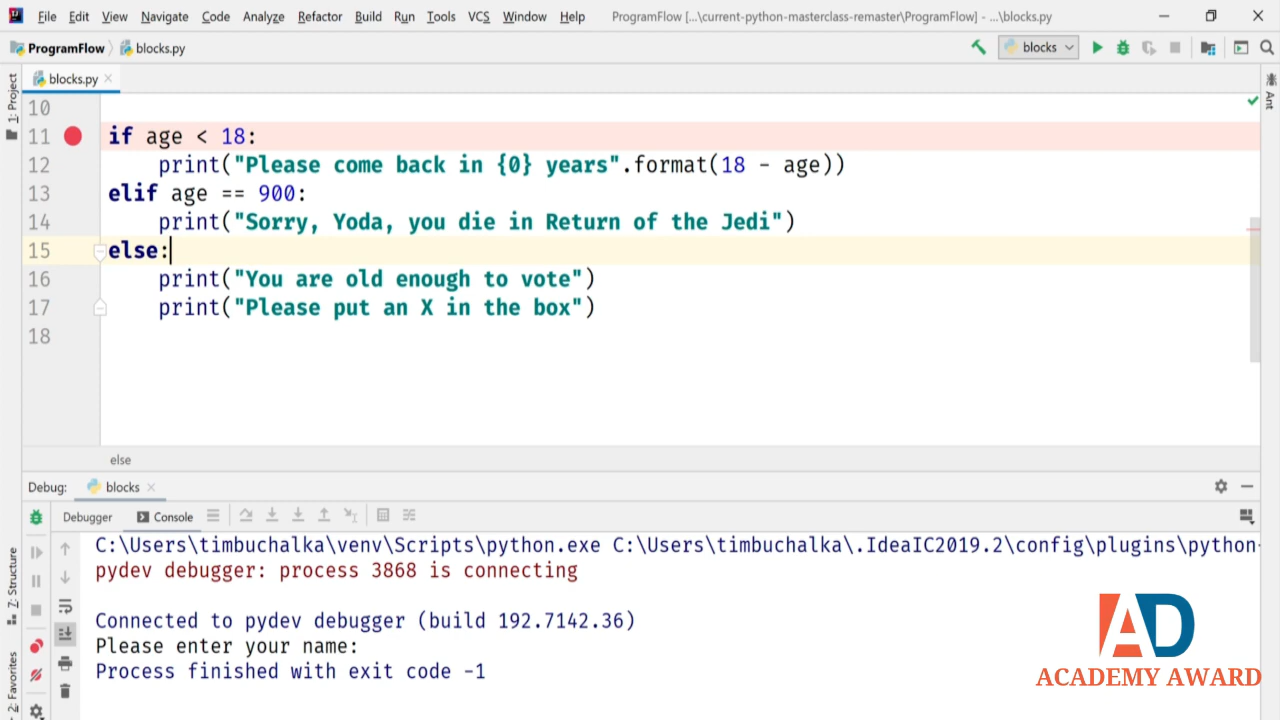 File Edit View Navigate Code Analyze Refactor Build Run Tools VCS Window Help ProgramFlow [...\current-python-masterclass-remaster\ProgramFlow] - ...\blocks.py
ProgramFlow blocks.py blocks
1: Project
blocks.py
Ant
10
11 if age < 18:
12 print("Please come back in {0} years".format(18 - age))
13 elif age == 900:
14 print("Sorry, Yoda, you die in Return of the Jedi")
15 else:
16 print("You are old enough to vote")
17 print("Please put an X in the box")
18
else
Debug: blocks
Debugger Console
Z: Structure
2: Favorites
C:\Users\timbuchalka\venv\Scripts\python.exe C:\Users\timbuchalka\.IdeaIC2019.2\config\plugins\python-
pydev debugger: process 3868 is connecting
Connected to pydev debugger (build 192.7142.36)
Please enter your name:
Process finished with exit code -1
AD
ACADEMY AWARD